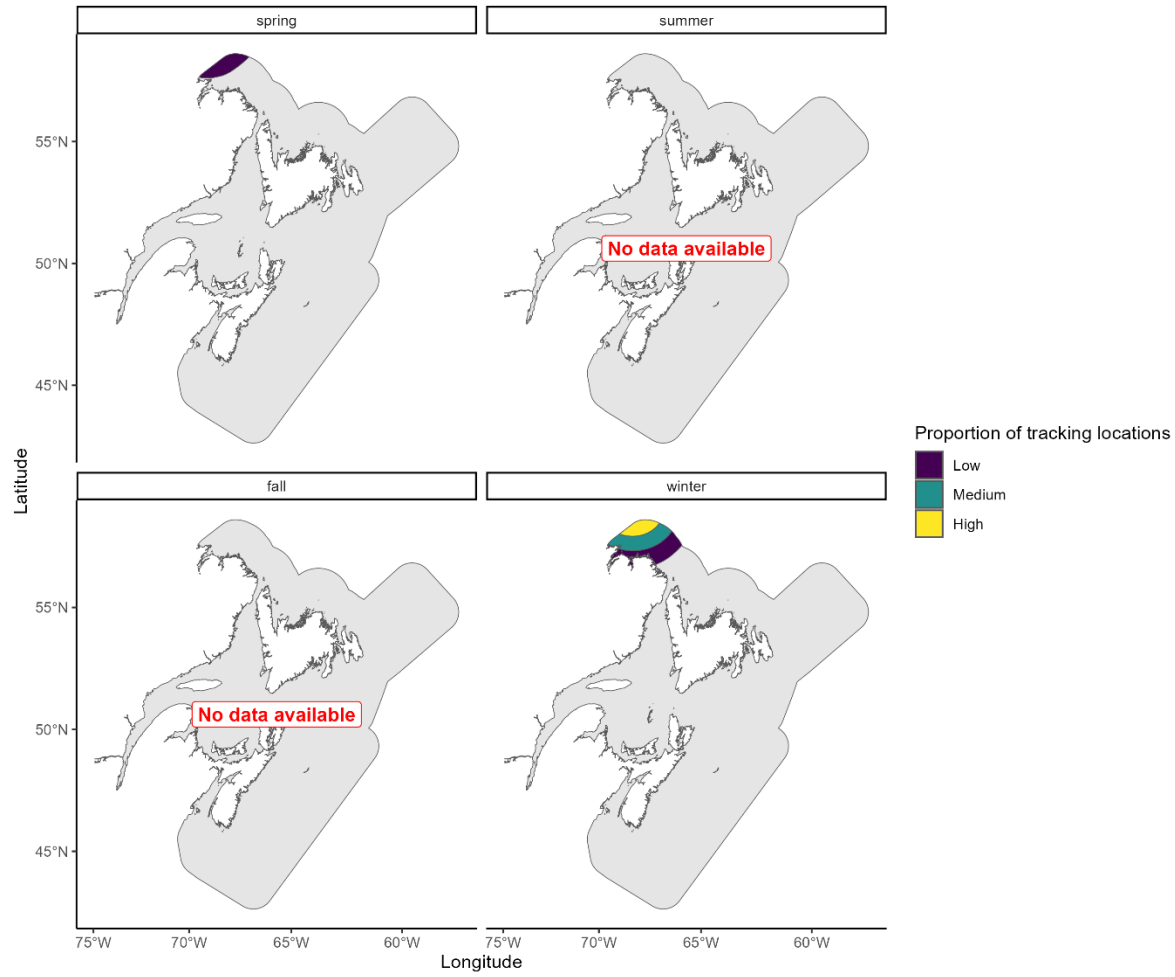 spring
summer
55°N
50°N
45°N
No data available
Latitude
Proportion of tracking locations
Low
Medium
High
fall
winter
55°N
50°N
45°N
No data available
75°W
70°W
65°W
60°W
75°W
70°W
65°W
60°W
Longitude